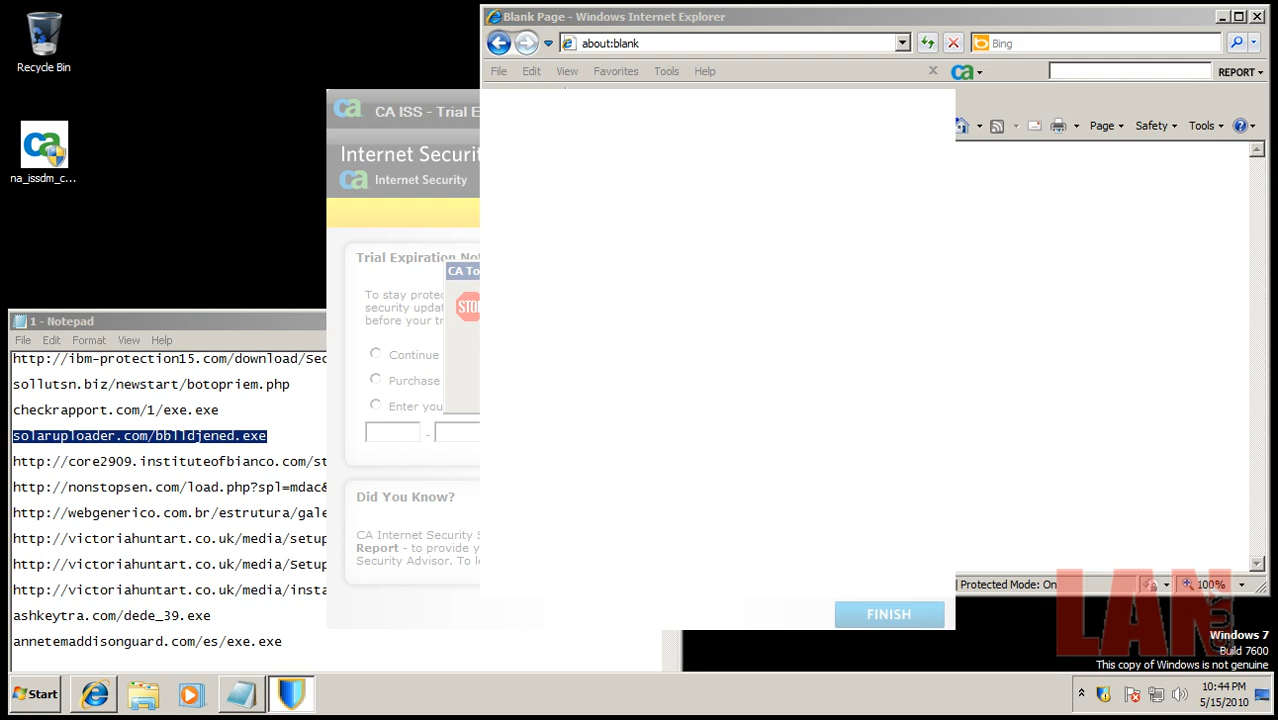 Recycle Bin
na_issdm_c...
Blank Page - Windows Internet Explorer
about:blank
Bing
File Edit View Favorites Tools Help
ca
REPORT
Page Safety Tools
ca CA ISS - Trial E
Internet Securit
ca Internet Security
Trial Expiration No
CA To
To stay prote
security updat
before your tr
STO
Continue
Purchase
Enter you
-
Did You Know?
CA Internet Security S
Report - to provide y
Security Advisor. To le
FINISH
1 - Notepad
File Edit Format View Help
http://ibm-protection15.com/download/Sec
sollutsn.biz/newstart/botopriem.php
checkrapport.com/1/exe.exe
solaruploader.com/bblldjened.exe
http://core2909.instituteofbianco.com/st
http://nonstopsen.com/load.php?spl=mdac&
http://webgenerico.com.br/estrutura/gale
http://victoriahuntart.co.uk/media/setup
http://victoriahuntart.co.uk/media/Setup
http://victoriahuntart.co.uk/media/insta
ashkeytra.com/dede_39.exe
annetemaddisonguard.com/es/exe.exe
Protected Mode: On
100%
LAN
Windows 7
Build 7600
This copy of Windows is not genuine
Start
10:44 PM
5/15/2010